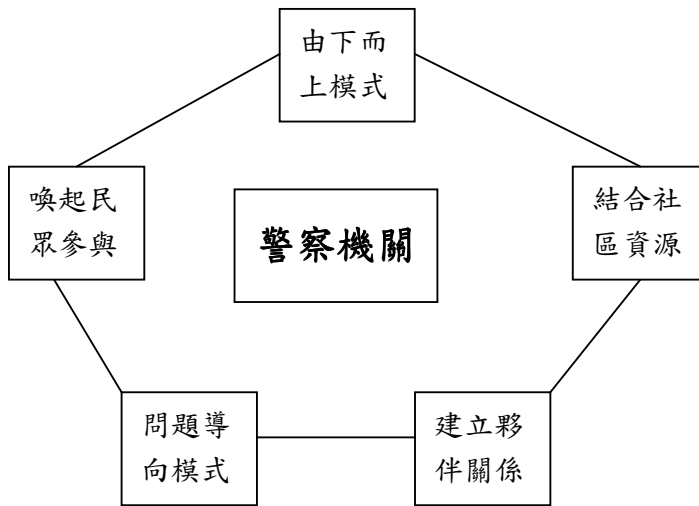 由下而
上模式
喚起民
眾參與
警察機關
結合社
區資源
問題導
向模式
建立夥
伴關係